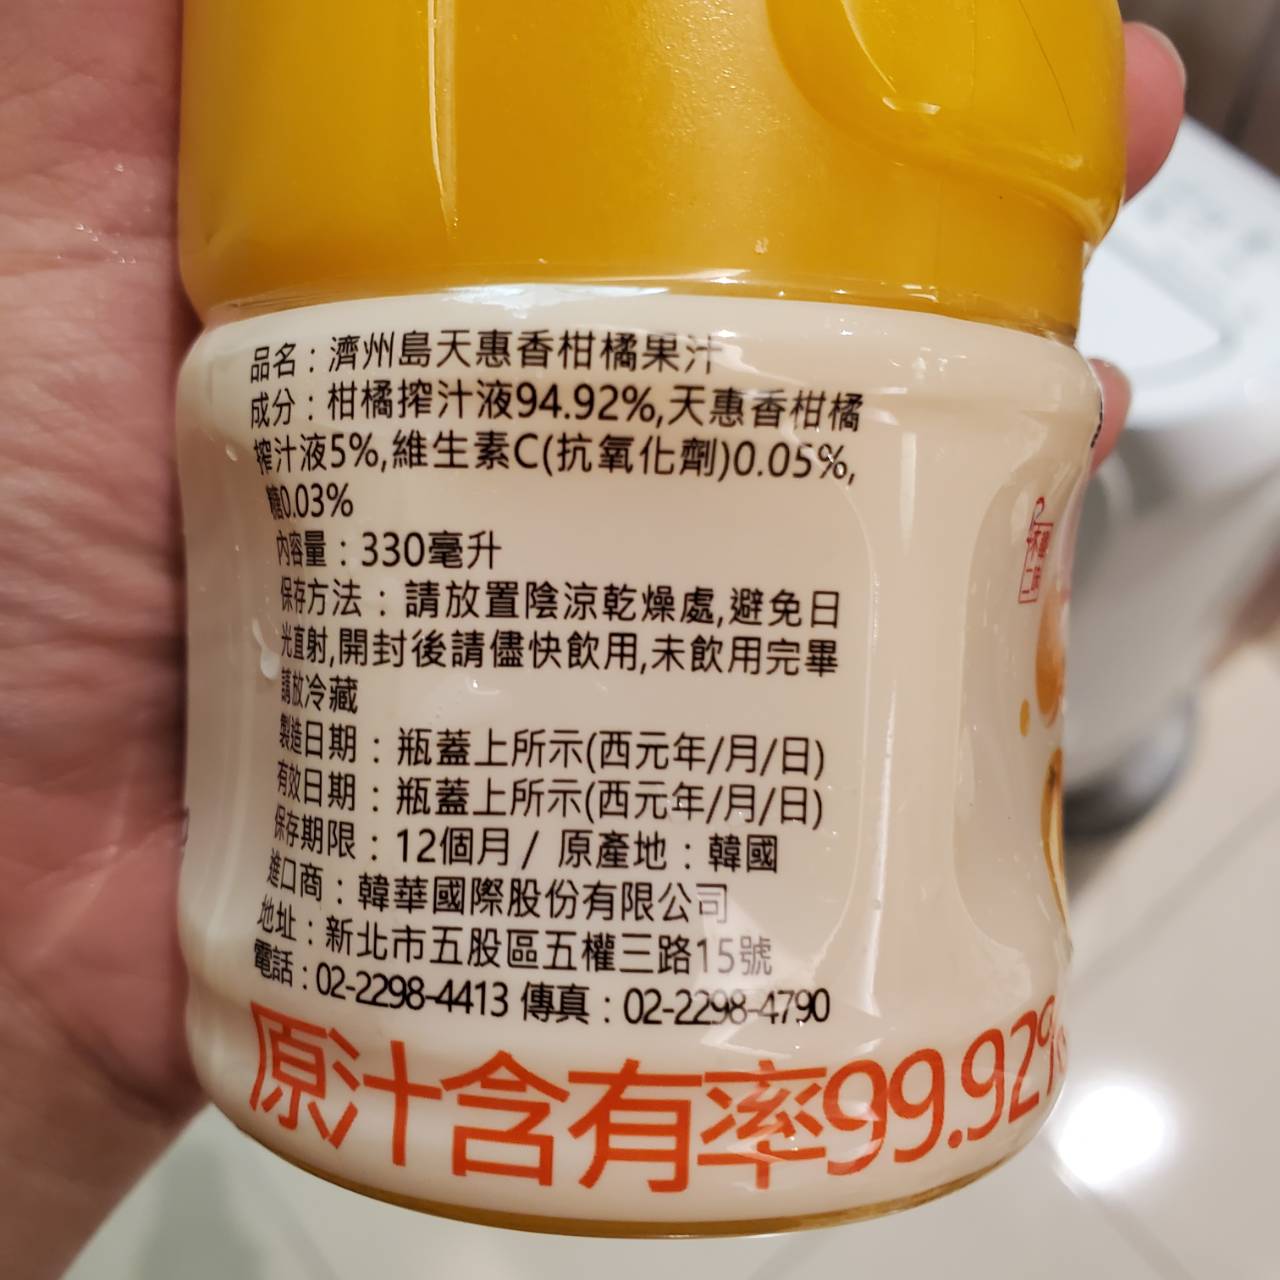 品名：濟州島天惠香柑橘果汁
成分：柑橘搾汁液94.92%,天惠香柑橘
搾汁液5%,維生素C(抗氧化劑)0.05%,
糖0.03%
內容量：330毫升
保存方法：請放置陰涼乾燥處,避免日
光直射,開封後請儘快飲用,未飲用完畢
請放冷藏
製造日期：瓶蓋上所示(西元年/月/日)
有效日期：瓶蓋上所示(西元年/月/日)
保存期限：12個月/ 原產地：韓國
進口商：韓華國際股份有限公司
地址：新北市五股區五權三路15號
電話：02-2298-4413 傳真：02-2298-4790
原汁含有率99.92%